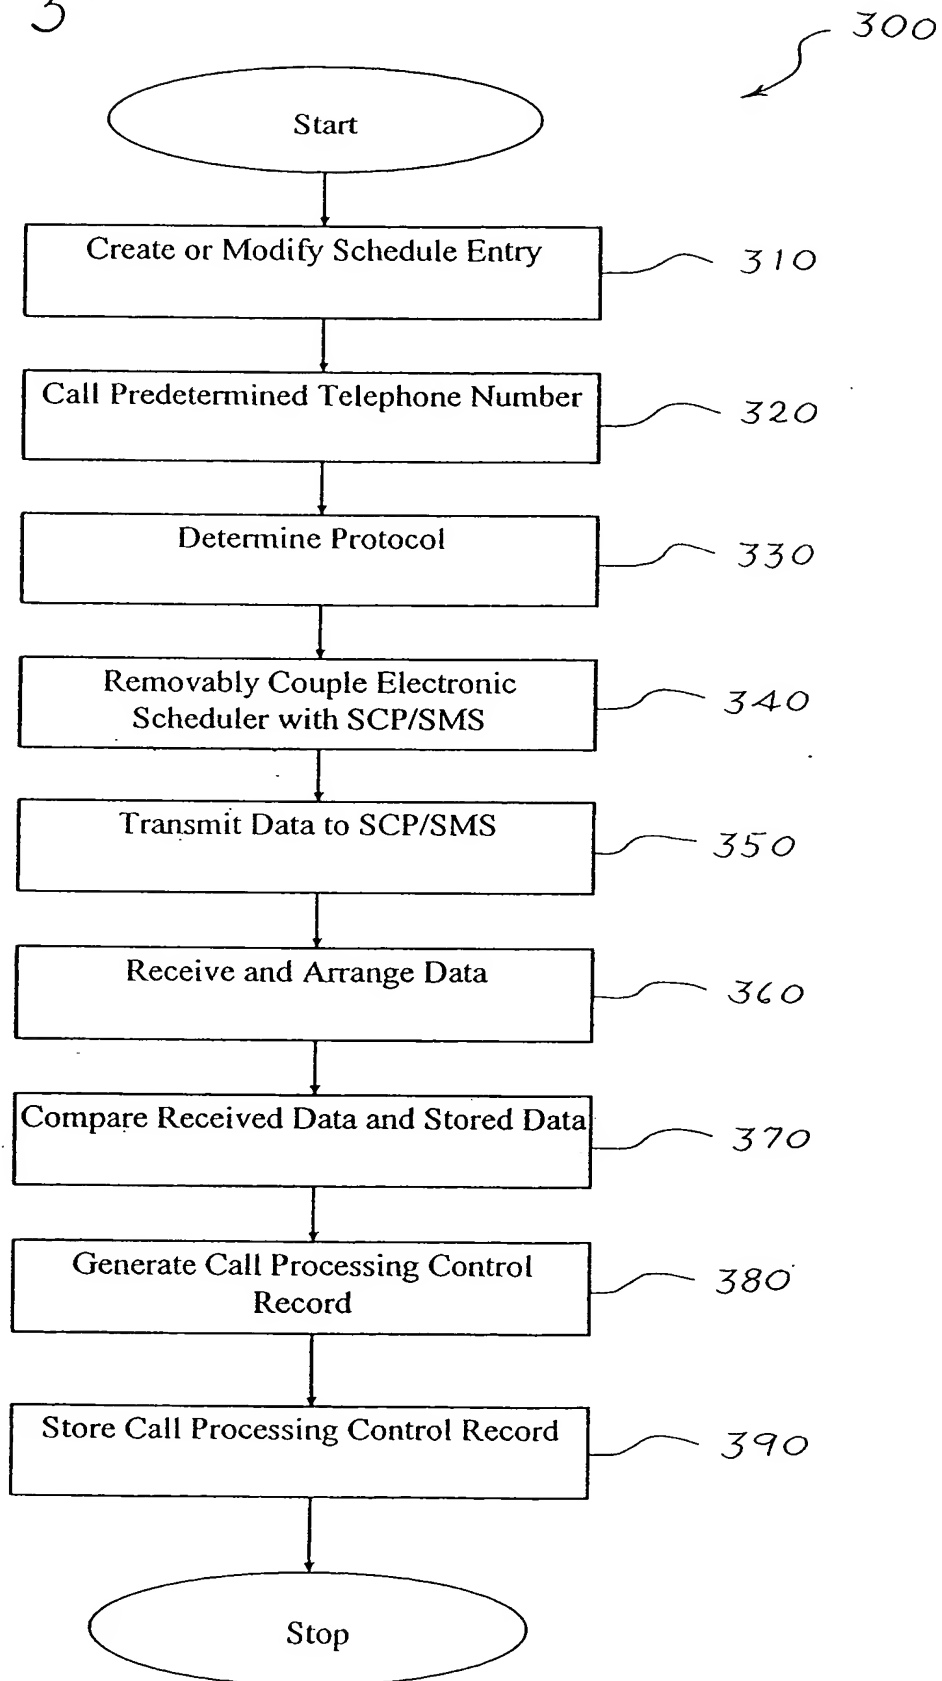 3
300
Start
Create or Modify Schedule Entry
310
Call Predetermined Telephone Number
320
Determine Protocol
330
Removably Couple Electronic
Scheduler with SCP/SMS
340
Transmit Data to SCP/SMS
350
Receive and Arrange Data
360
Compare Received Data and Stored Data
370
Generate Call Processing Control
Record
380
Store Call Processing Control Record
390
Stop